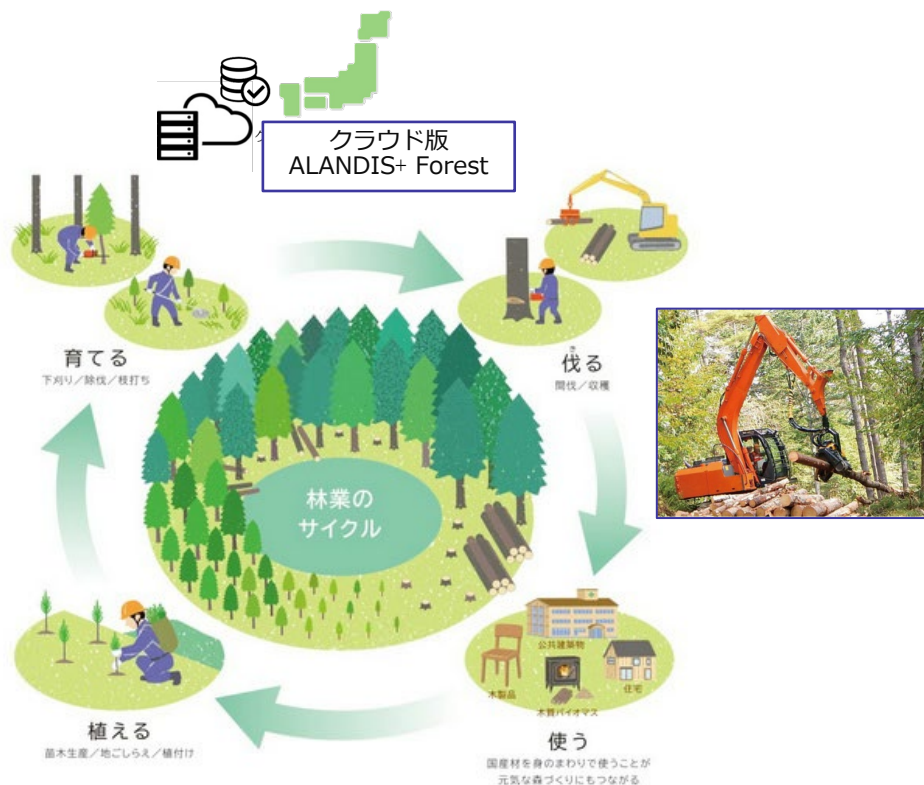 クラウド版
ALANDIS+ Forest
育てる
下刈り／除伐／枝打ち
き
伐る
間伐／収穫
林業の
サイクル
公共建築物
木製品
住宅
木質バイオマス
植える
苗木生産／地ごしらえ／植付け
使う
国産材を身のまわりで使うことが
元気な森づくりにもつながる